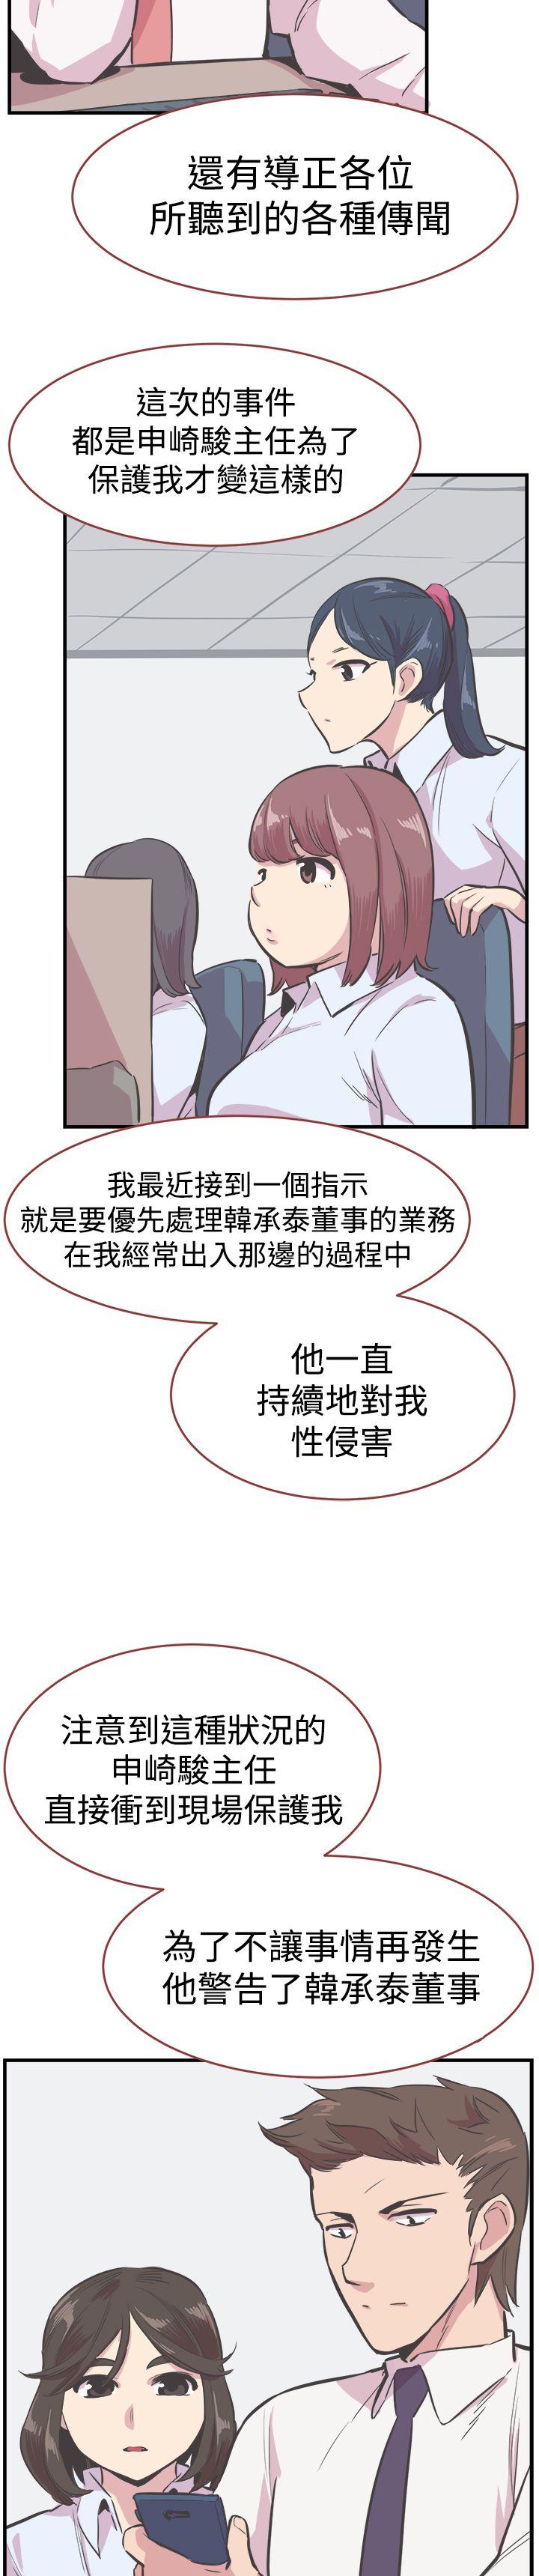 還有導正各位
所聽到的各種傳聞
這次的事件
都是申崎駿主任為了
保護我才變這樣的
我最近接到一個指示
就是要優先處理韓承泰董事的業務
在我經常出入那邊的過程中
他一直
持續地對我
性侵害
注意到這種狀況的
申崎駿主任
直接衝到現場保護我
為了不讓事情再發生
他警告了韓承泰董事